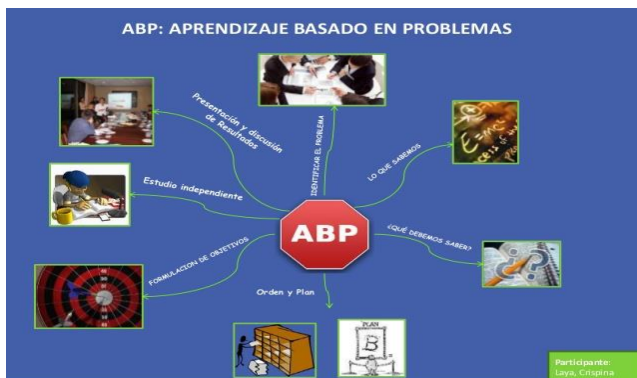 ABP: APRENDIZAJE BASADO EN PROBLEMAS
Presentación y discusión
de Resultados
IDENTIFICAR EL PROBLEMA
LO QUE SABEMOS
E=mc
Estudio independiente
ABP
¿QUÉ DEBEMOS SABER?
¿?
FORMULACION DE OBJETIVOS
Orden y Plan
PLAN
B
Participante:
Laya, Crispina